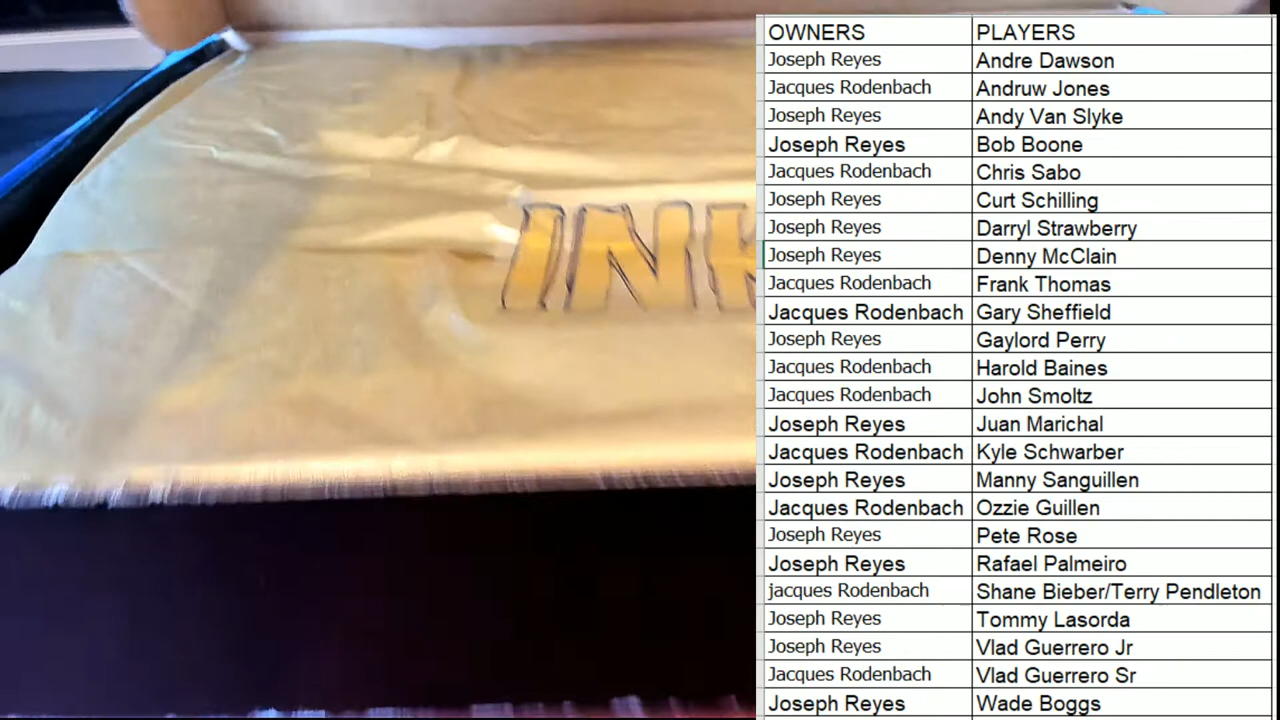 INK
OWNERS PLAYERS
Joseph Reyes Andre Dawson
Jacques Rodenbach Andruw Jones
Joseph Reyes Andy Van Slyke
Joseph Reyes Bob Boone
Jacques Rodenbach Chris Sabo
Joseph Reyes Curt Schilling
Joseph Reyes Darryl Strawberry
Joseph Reyes Denny McClain
Jacques Rodenbach Frank Thomas
Jacques Rodenbach Gary Sheffield
Joseph Reyes Gaylord Perry
Jacques Rodenbach Harold Baines
Jacques Rodenbach John Smoltz
Joseph Reyes Juan Marichal
Jacques Rodenbach Kyle Schwarber
Joseph Reyes Manny Sanguillen
Jacques Rodenbach Ozzie Guillen
Joseph Reyes Pete Rose
Joseph Reyes Rafael Palmeiro
jacques Rodenbach Shane Bieber/Terry Pendleton
Joseph Reyes Tommy Lasorda
Joseph Reyes Vlad Guerrero Jr
Jacques Rodenbach Vlad Guerrero Sr
Joseph Reyes Wade Boggs